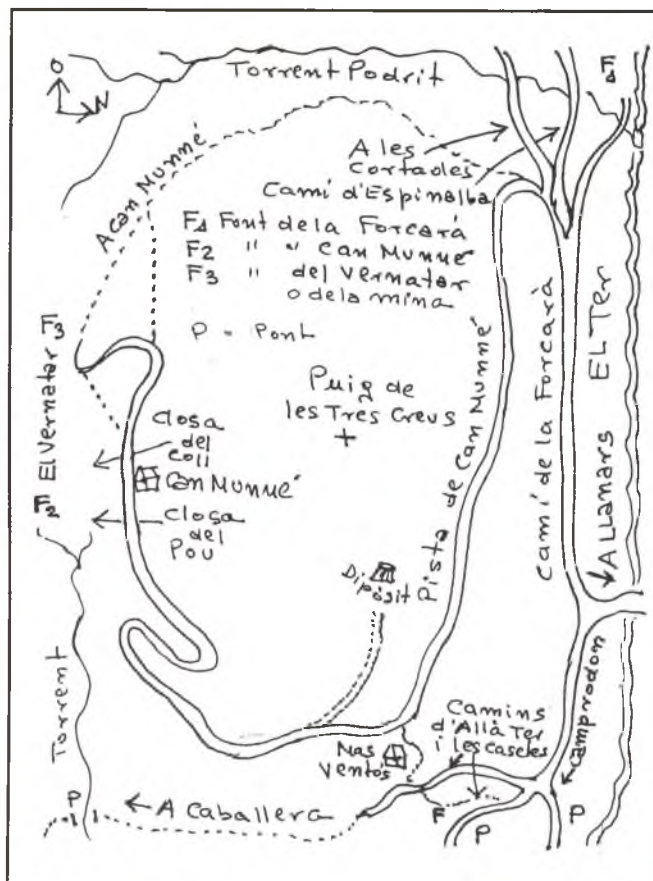 O
N
Torrent Podrit
F1
A les
Cortades
Camí d'Espinalba
A can Munné
F1 Font de la Forcarà
F2 " " Can Munné
F3 " del Vernatar
o de la mina
P = Pont
Puig de
les Tres Creus
El Vernatar F3
F2
Closa
del
coll
Can Munné
Closa
del
Pou
Dipòsit
Pista de Can Munné
Camí de la Forcarà
EL TER
A LLANARS
Torrent
Camins
d'Allà Ter
i les caseles
Camprodon
Mas
Ventós
P
← A Caballera
F
P
P